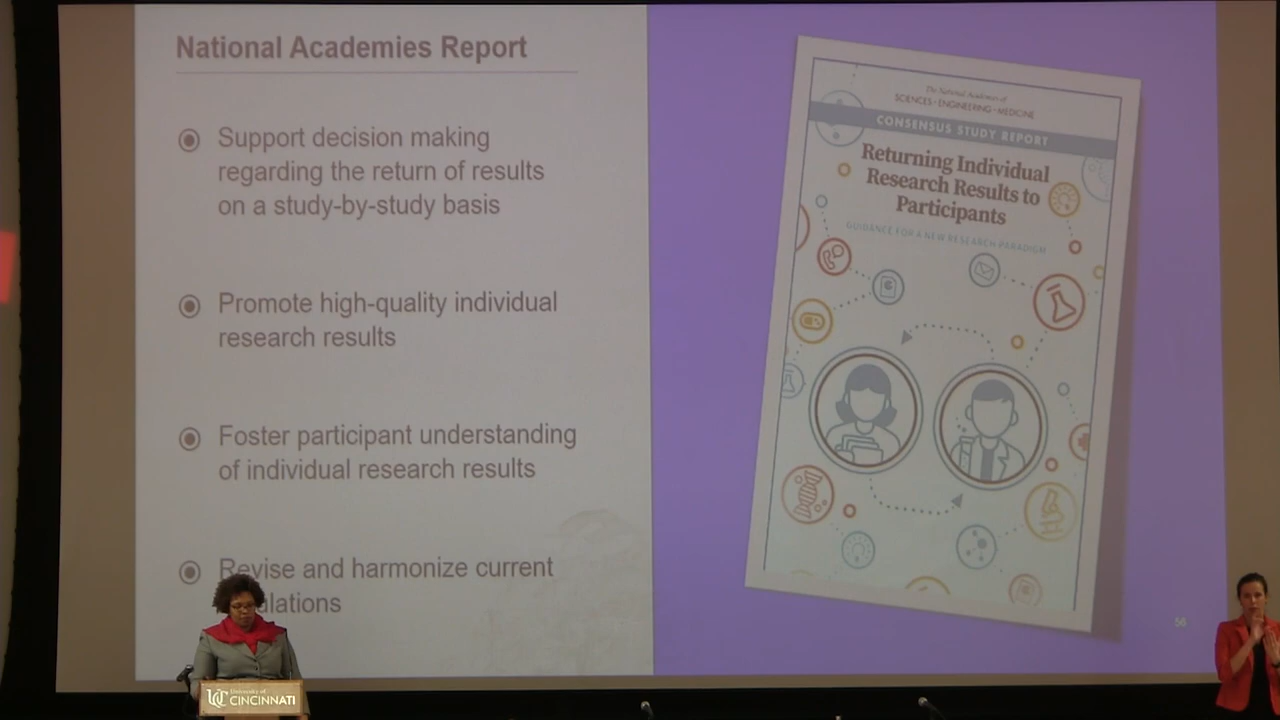 National Academies Report
Support decision making
regarding the return of results
on a study-by-study basis
Promote high-quality individual
research results
Foster participant understanding
of individual research results
Revise and harmonize current
ulations
The National Academies of
SCIENCES • ENGINEERING • MEDICINE
CONSENSUS STUDY REPORT
Returning Individual
Research Results to
Participants
GUIDANCE FOR A NEW RESEARCH PARADIGM
56
UC University of
CINCINNATI